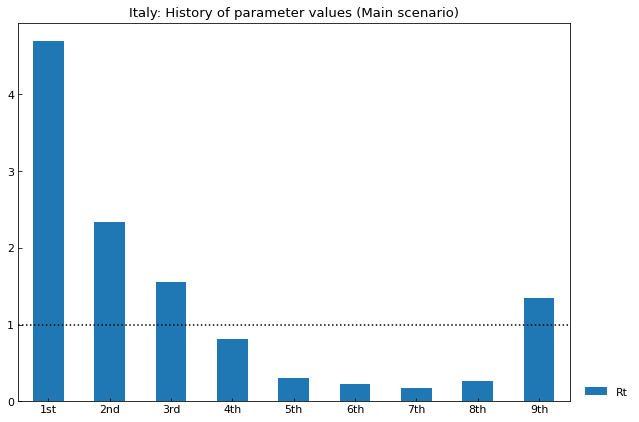 Italy: History of parameter values (Main scenario)
4
3
2
1
0
1st 2nd 3rd 4th 5th 6th 7th 8th 9th
Rt